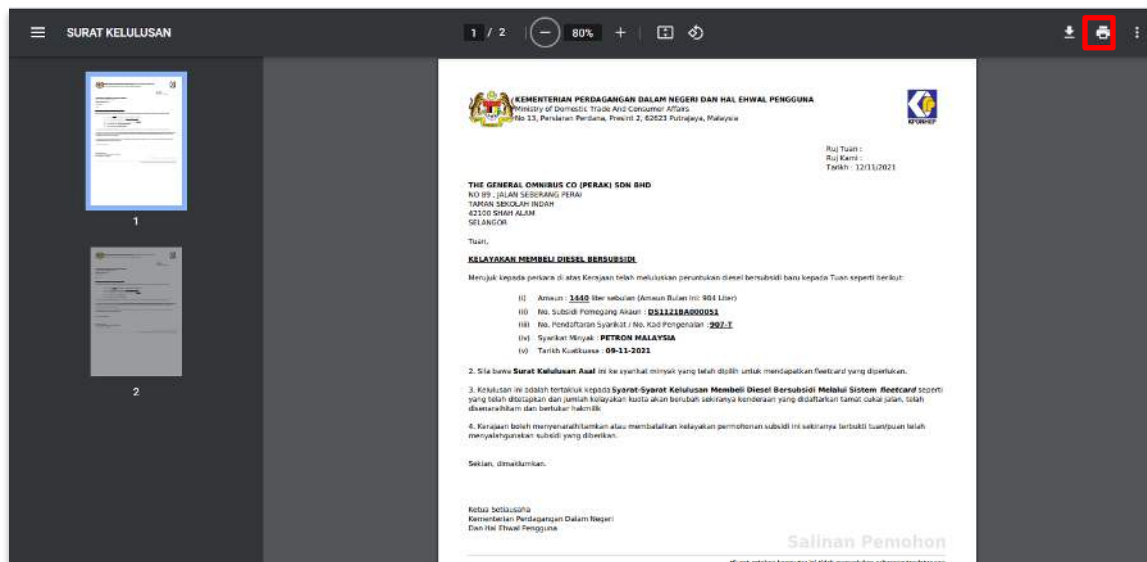 SURAT KELULUSAN
1 / 2
80%
1
2
KEMENTERIAN PERDAGANGAN DALAM NEGERI DAN HAL EHWAL PENGGUNA
Ministry of Domestic Trade And Consumer Affairs
No 13, Persiaran Perdana, Presint 2, 62623 Putrajaya, Malaysia
KPDNHEP
Ruj Tuan :
Ruj Kami :
Tarikh : 12/11/2021
THE GENERAL OMNIBUS CO (PERAK) SDN BHD
NO 89 , JALAN SEBERANG PERAI
TAMAN SEKOLAH INDAH
42100 SHAH ALAM
SELANGOR
Tuan,
KELAYAKAN MEMBELI DIESEL BERSUBSIDI
Merujuk kepada perkara di atas Kerajaan telah meluluskan peruntukan diesel bersubsidi baru kepada Tuan seperti berikut:
(i) Amaun : 1440 liter sebulan (Amaun Bulan Ini: 904 Liter)
(ii) No. Subsidi Pemegang Akaun : DS11218A000051
(iii) No. Pendaftaran Syarikat / No. Kad Pengenalan : 907-T
(iv) Syarikat Minyak : PETRON MALAYSIA
(v) Tarikh Kuatkuasa : 09-11-2021
2. Sila bawa Surat Kelulusan Asal ini ke syarikat minyak yang telah dipilih untuk mendapatkan fleetcard yang diperlukan.
3. Kelulusan ini adalah tertakluk kepada Syarat-Syarat Kelulusan Membeli Diesel Bersubsidi Melalui Sistem fleetcard seperti
yang telah ditetapkan dan jumlah kelayakan kuota akan berubah sekiranya kenderaan yang didaftarkan tamat cukai jalan, telah
disenaraihitam dan bertukar hakmilik
4. Kerajaan boleh menyenaraihitamkan atau membatalkan kelayakan permohonan subsidi ini sekiranya terbukti tuan/puan telah
menyalahgunakan subsidi yang diberikan.
Sekian, dimaklumkan.
Ketua Setiausaha
Kementerian Perdagangan Dalam Negeri
Dan Hal Ehwal Pengguna
Salinan Pemohon